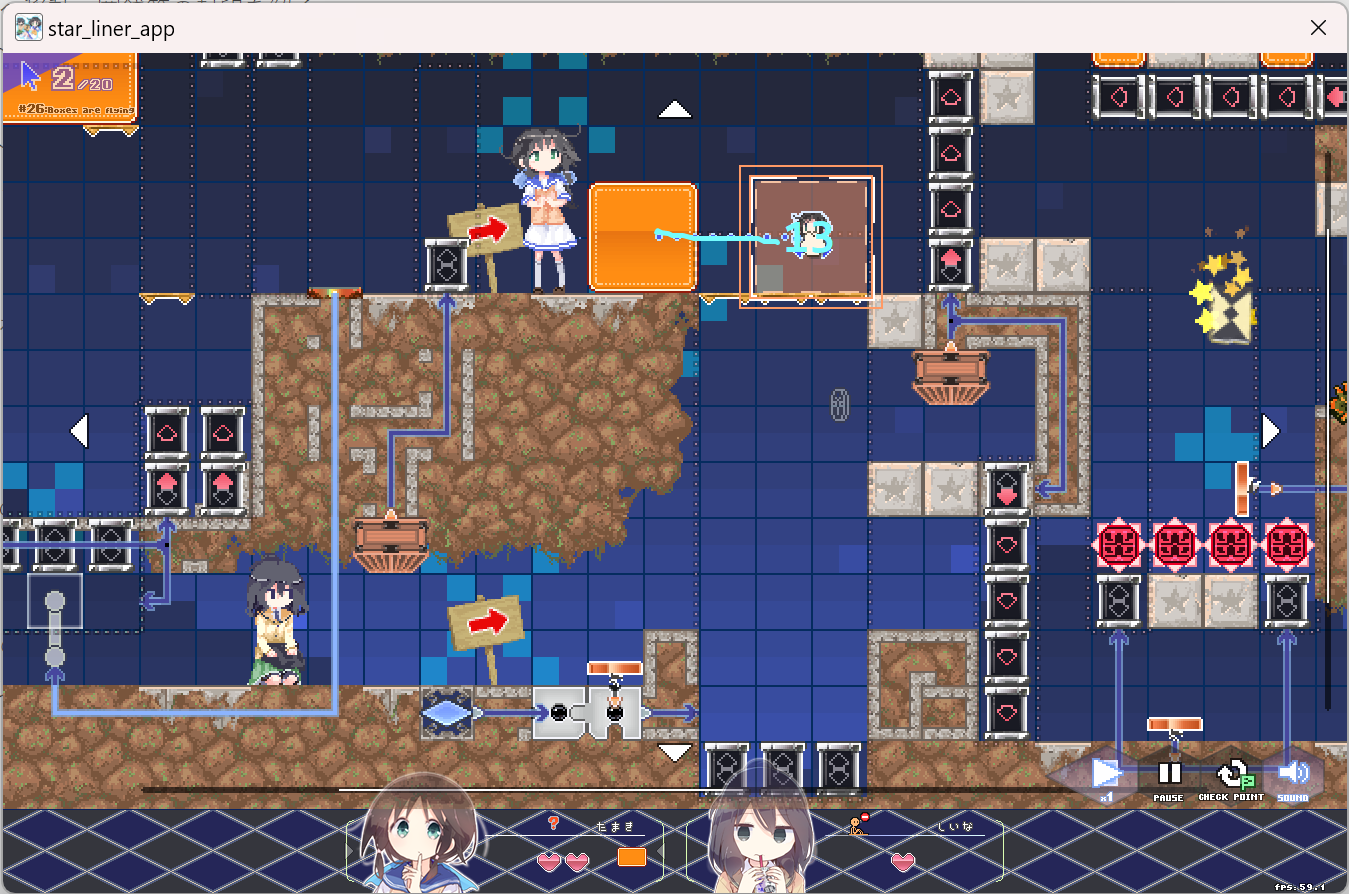 star_liner_app
2/20
#26:Boxes are flying
13
x1
PAUSE
CHECK POINT
SOUND
?
たまき
しいな
fps:59.1